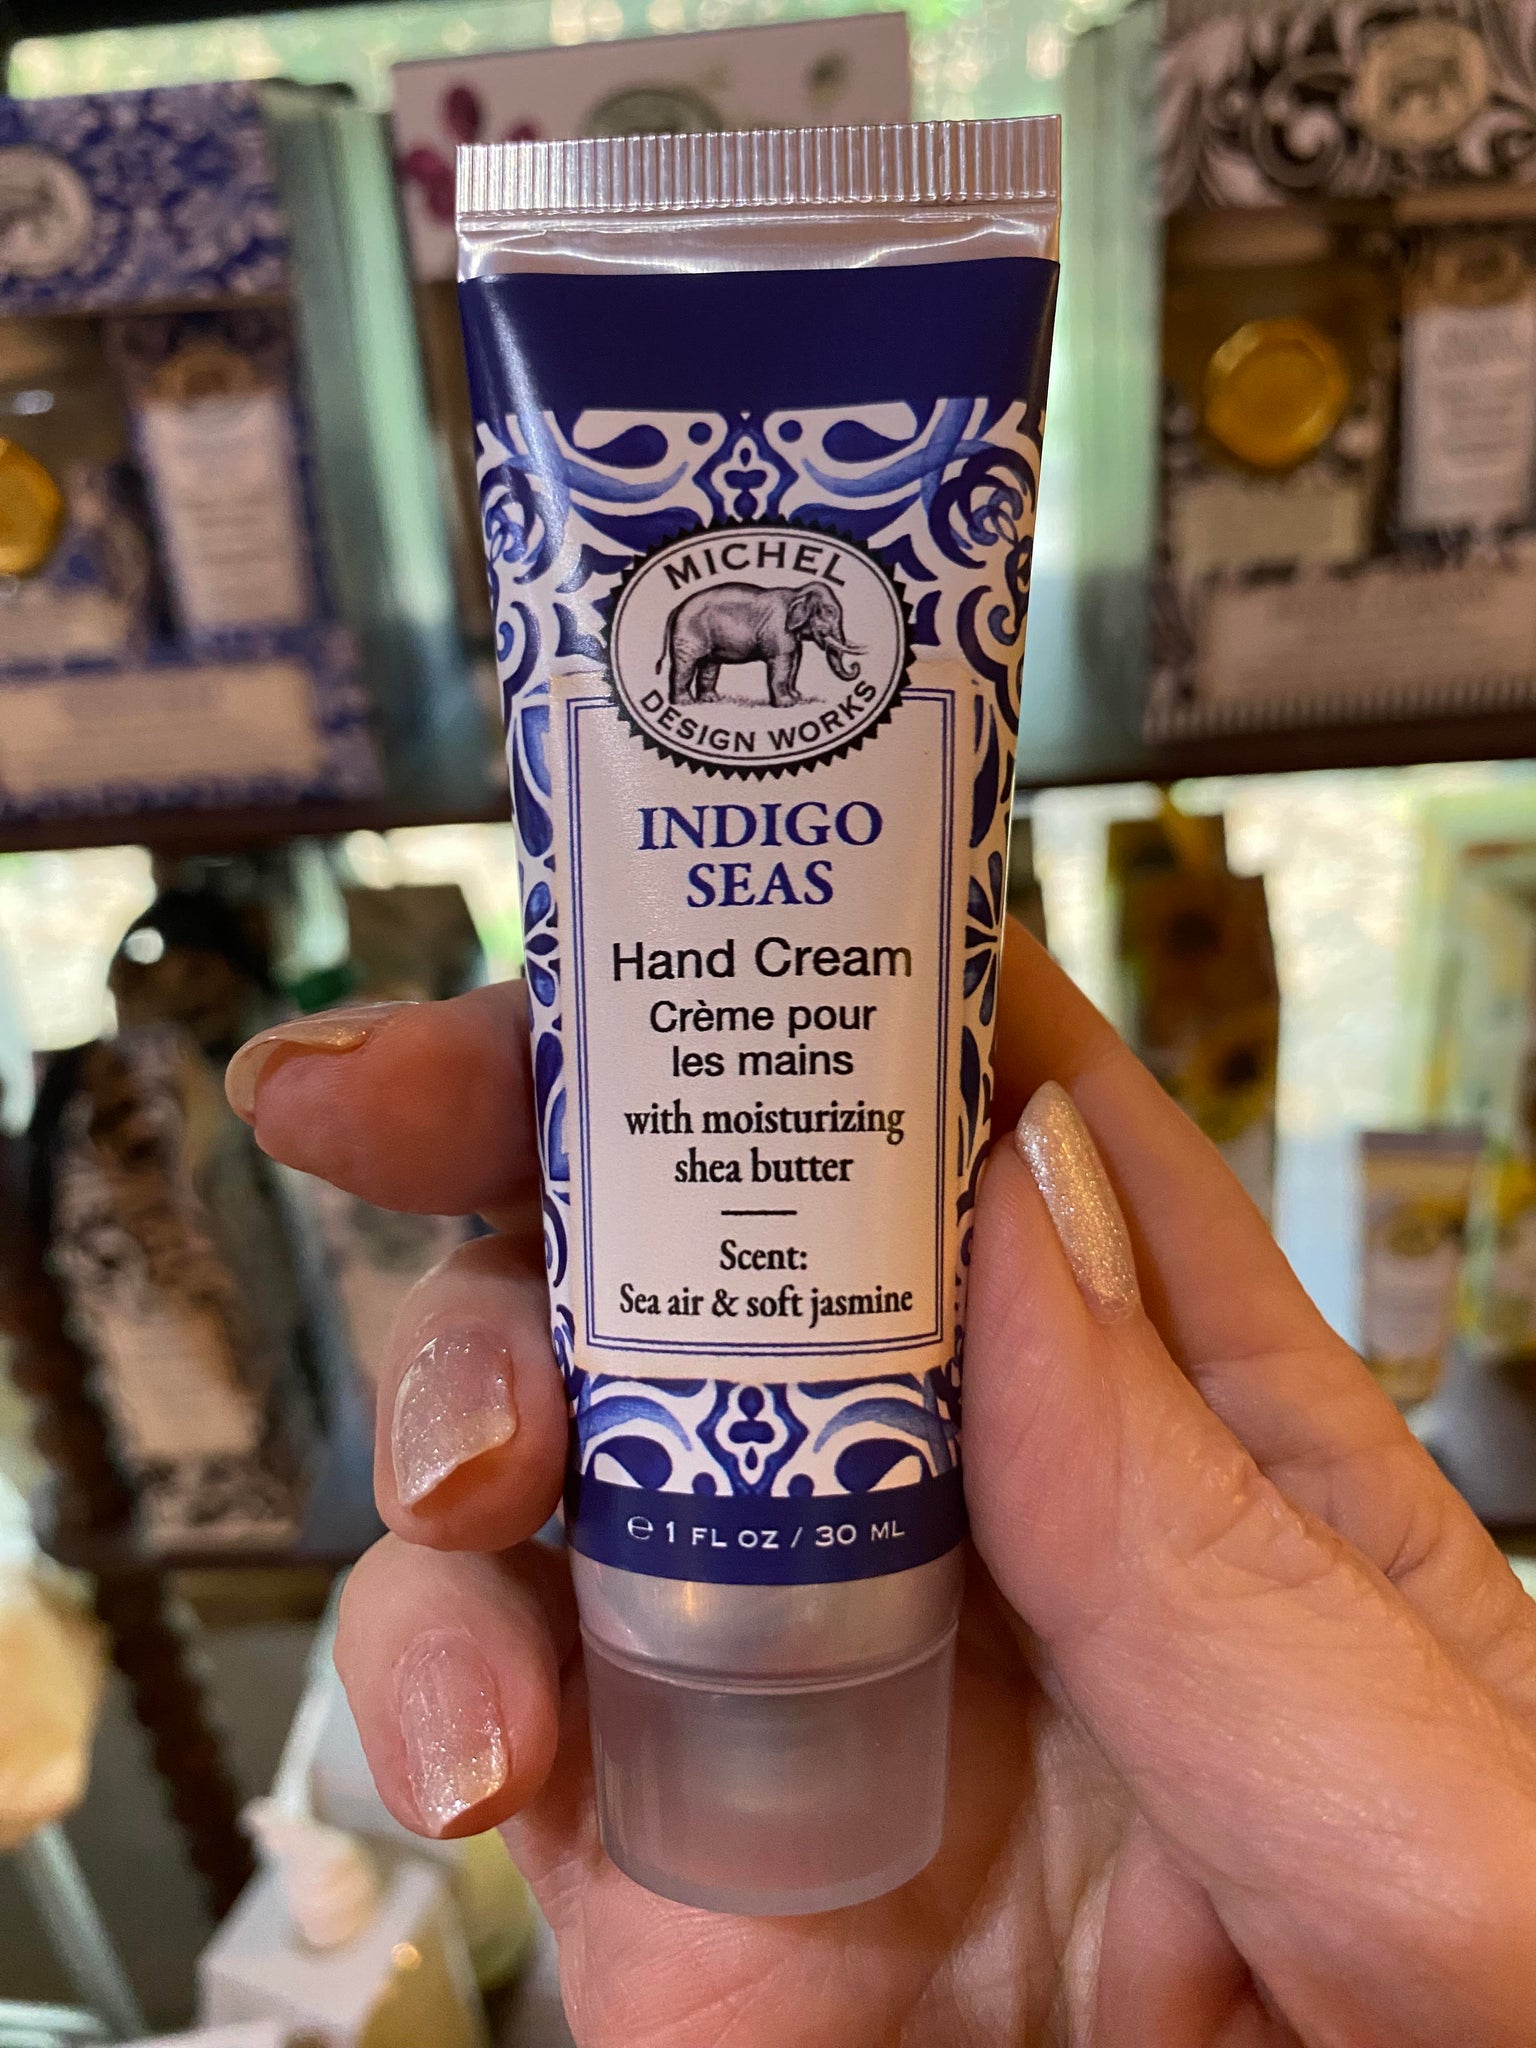 MICHEL
DESIGN WORKS
INDIGO
SEAS
Hand Cream
Crème pour
les mains
with moisturizing
shea butter
Scent:
Sea air & soft jasmine
℮ 1 FL OZ / 30 ML